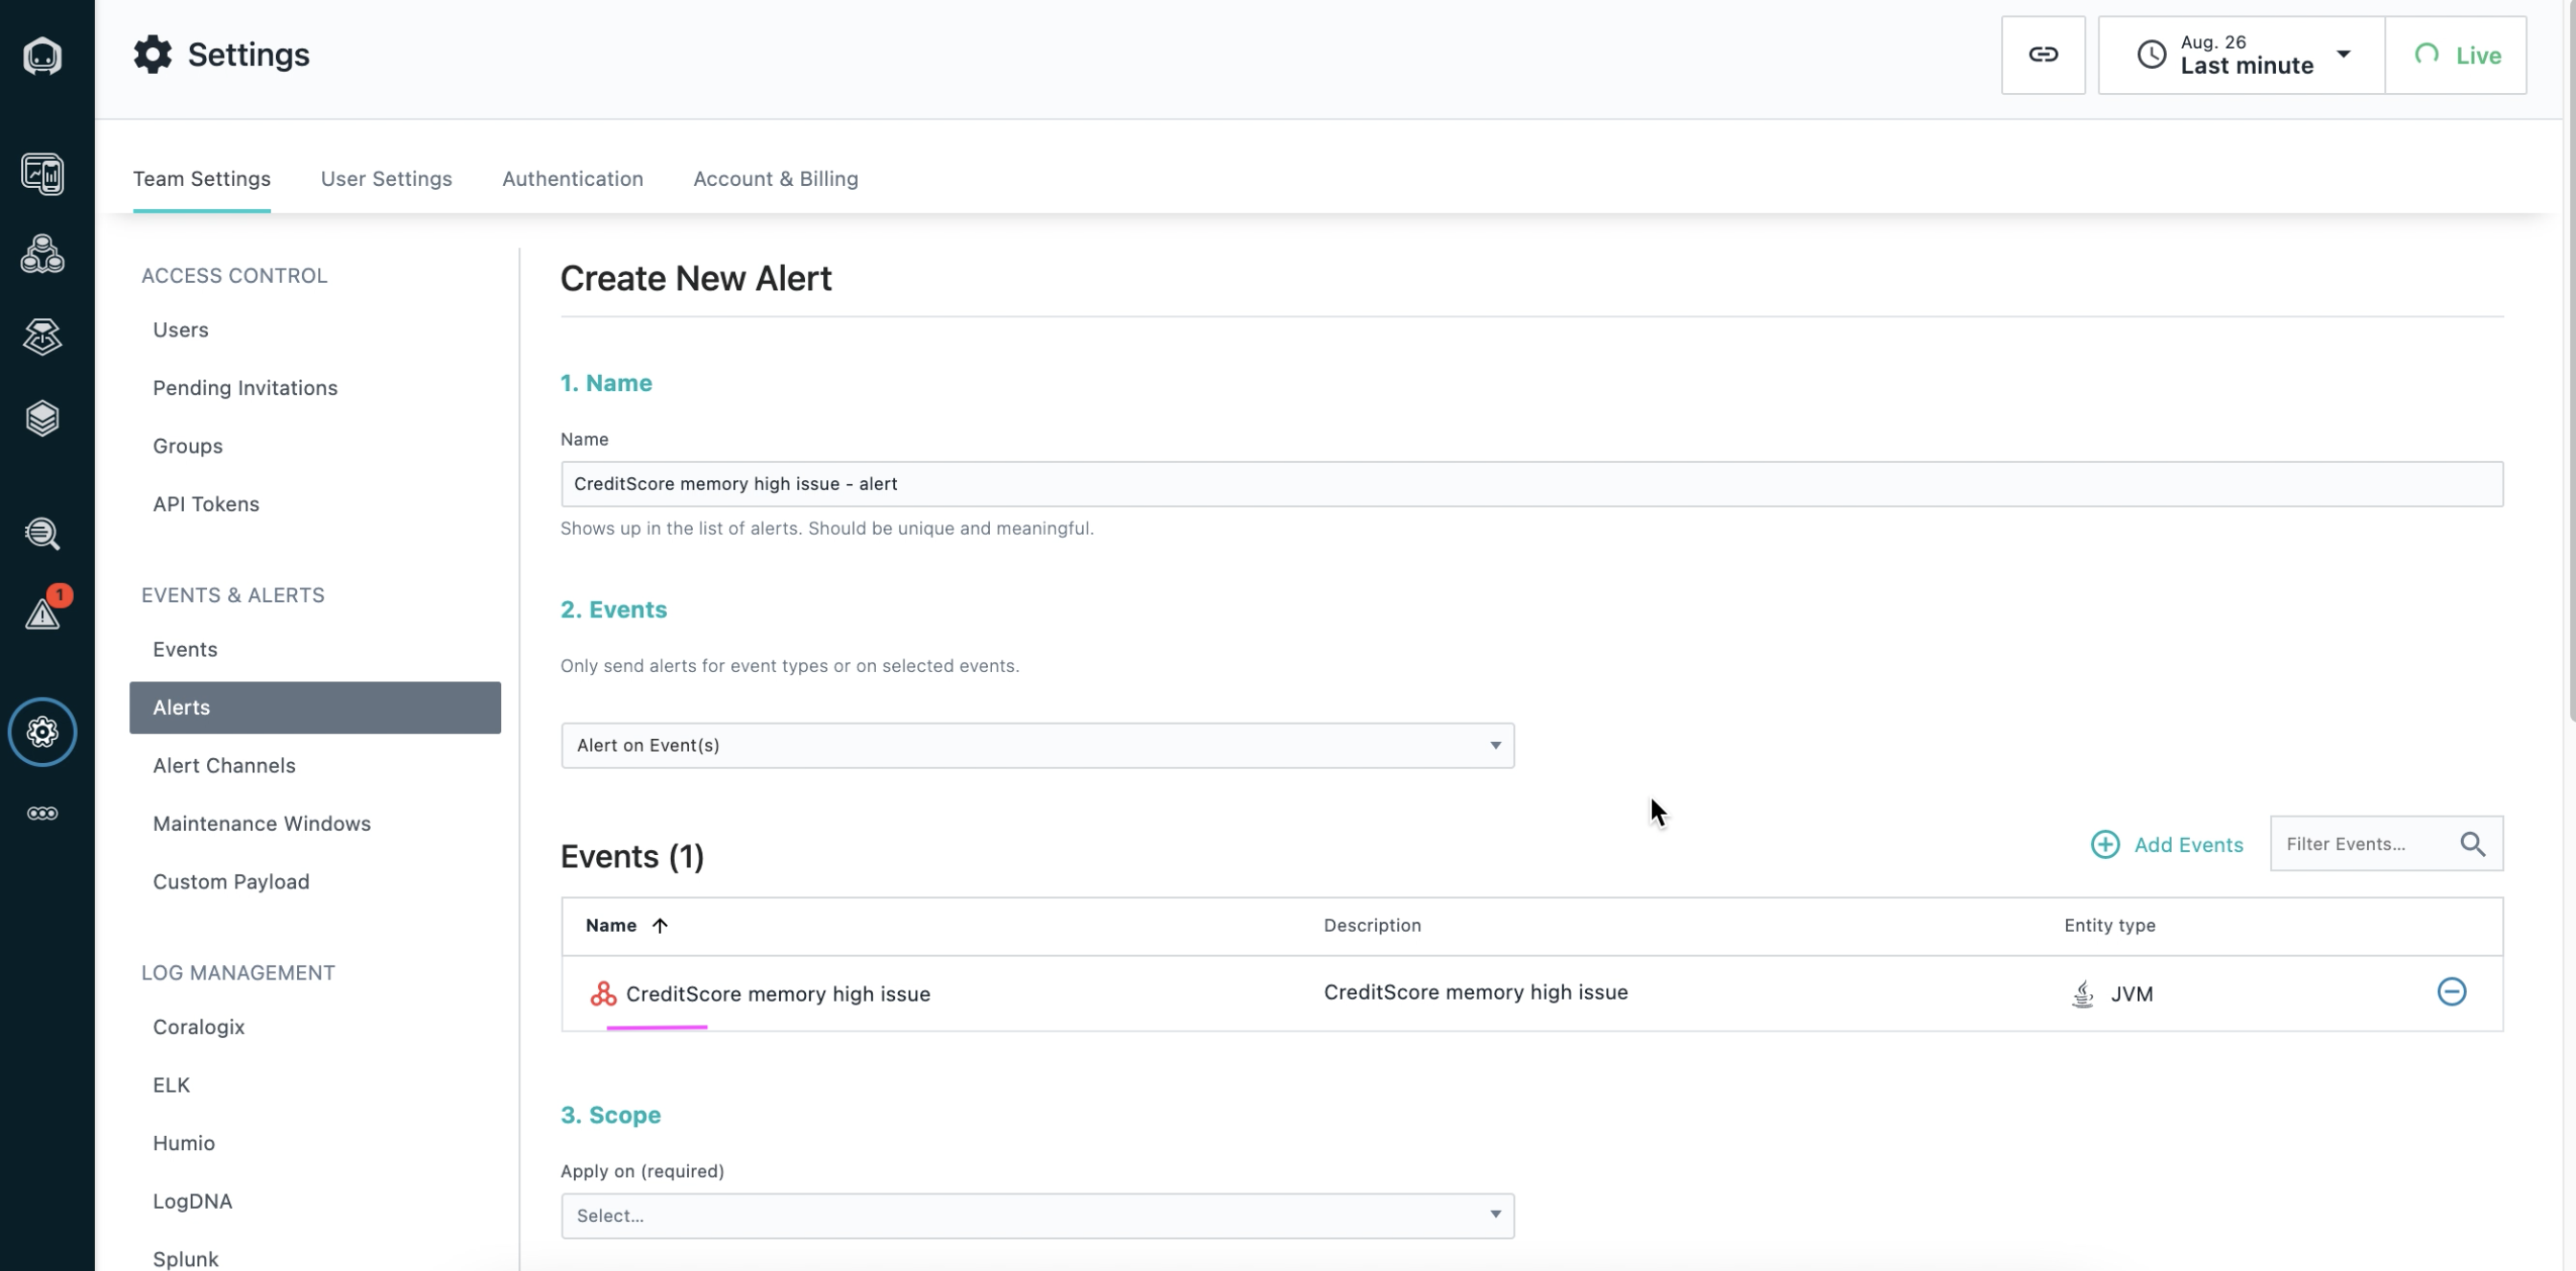 Settings
Aug. 26
Last minute
Live
Team Settings
User Settings
Authentication
Account & Billing
ACCESS CONTROL
Users
Pending Invitations
Groups
API Tokens
EVENTS & ALERTS
1
Events
Alerts
Alert Channels
Maintenance Windows
Custom Payload
LOG MANAGEMENT
Coralogix
ELK
Humio
LogDNA
Splunk
Create New Alert
1. Name
Name
CreditScore memory high issue - alert
Shows up in the list of alerts. Should be unique and meaningful.
2. Events
Only send alerts for event types or on selected events.
Alert on Event(s)
Events (1)
Add Events
Filter Events...
Name
Description
Entity type
CreditScore memory high issue
CreditScore memory high issue
JVM
3. Scope
Apply on (required)
Select...